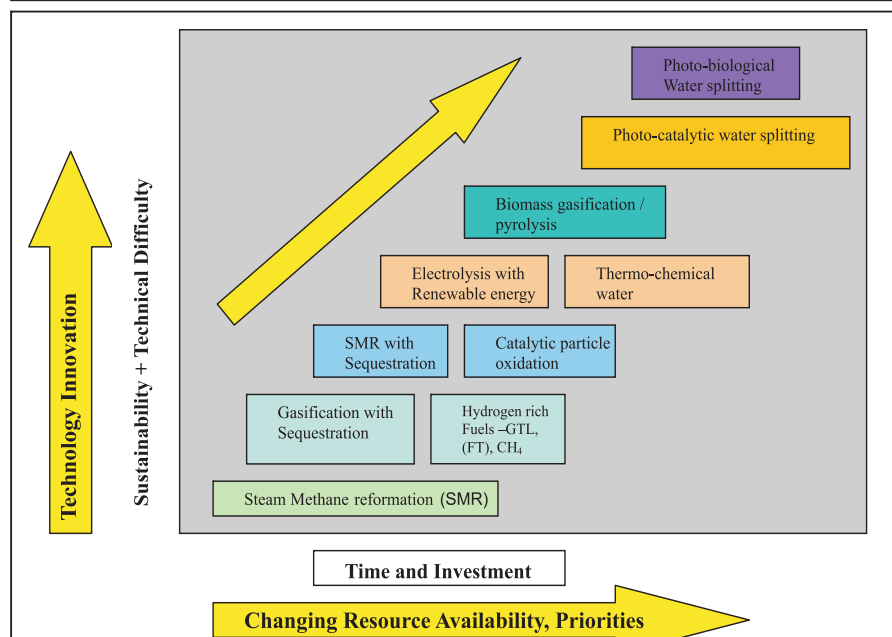 Photo-biological
Water splitting
Photo-catalytic water splitting
Biomass gasification /
pyrolysis
Electrolysis with
Renewable energy
Thermo-chemical
water
SMR with
Sequestration
Catalytic particle
oxidation
Gasification with
Sequestration
Hydrogen rich
Fuels –GTL,
(FT), CH₄
Steam Methane reformation (SMR)
Technology Innovation
Sustainability + Technical Difficulty
Time and Investment
Changing Resource Availability, Priorities